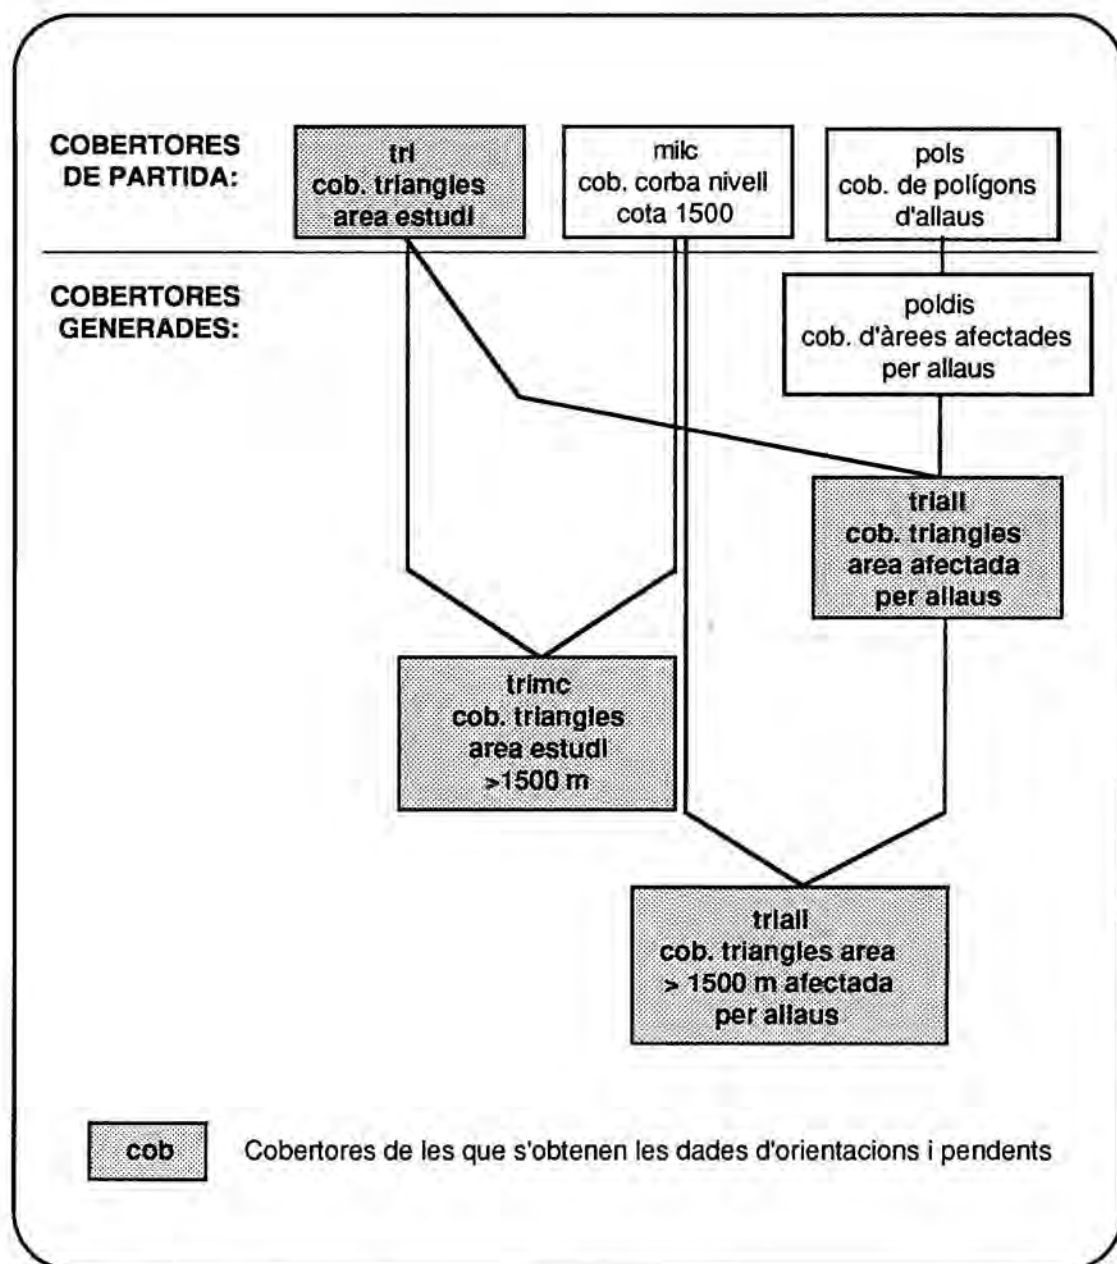 COBERTORES
DE PARTIDA:
tri
cob. triangles
area estudi
milc
cob. corba nivell
cota 1500
pols
cob. de polígons
d'allaus
COBERTORES
GENERADES:
poldis
cob. d'àrees afectades
per allaus
triall
cob. triangles
area afectada
per allaus
trimc
cob. triangles
area estudi
>1500 m
triall
cob. triangles area
> 1500 m afectada
per allaus
cob
Cobertores de les que s'obtenen les dades d'orientacions i pendents